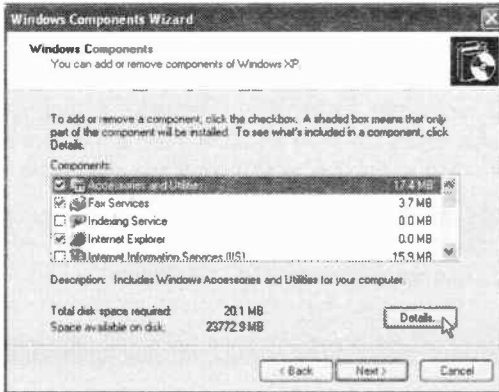 Windows Components Wizard
Windows Components
You can add or remove components of Windows XP.
To add or remove a component, click the checkbox. A shaded box means that only
part of the component will be installed. To see what's included in a component, click
Details.
Components:
Accessories and Utilities 17.4 MB
Fax Services 3.7 MB
Indexing Service 0.0 MB
Internet Explorer 0.0 MB
Internet Information Services (IIS) 15.9 MB
Description: Includes Windows Accessories and Utilities for your computer.
Total disk space required: 20.1 MB
Space available on disk: 23772.9 MB
Details...
< Back
Next >
Cancel